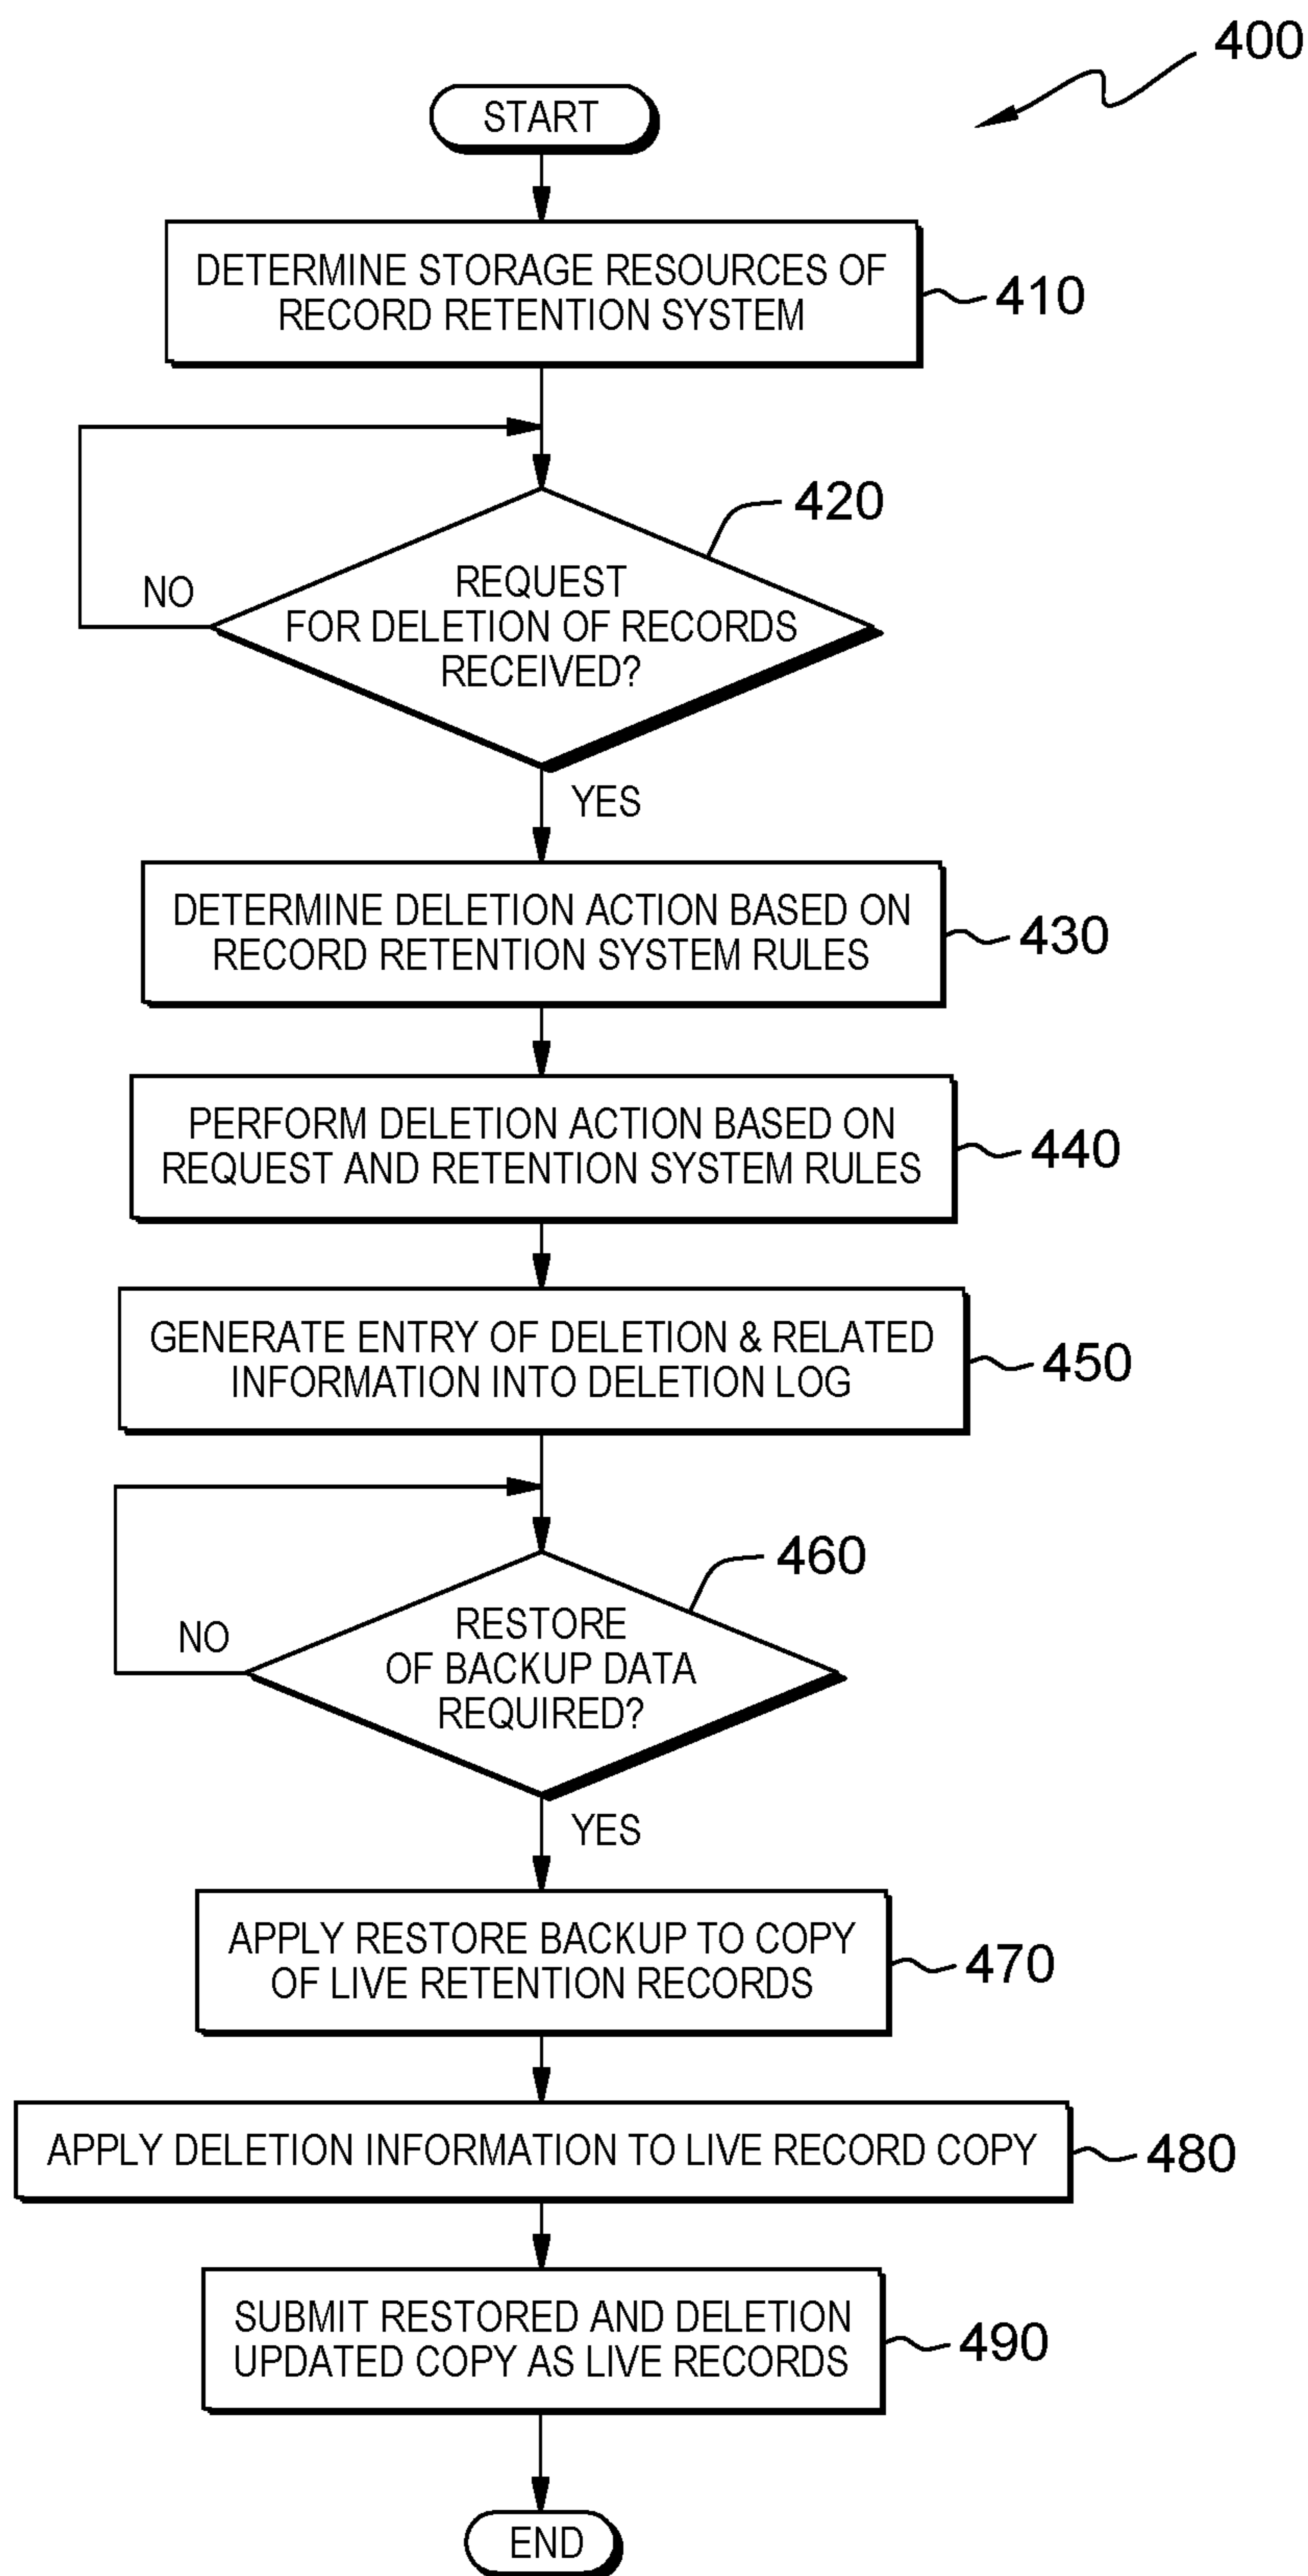 400
START
DETERMINE STORAGE RESOURCES OF
RECORD RETENTION SYSTEM
410
420
REQUEST
FOR DELETION OF RECORDS
RECEIVED?
NO
YES
DETERMINE DELETION ACTION BASED ON
RECORD RETENTION SYSTEM RULES
430
PERFORM DELETION ACTION BASED ON
REQUEST AND RETENTION SYSTEM RULES
440
GENERATE ENTRY OF DELETION & RELATED
INFORMATION INTO DELETION LOG
450
460
RESTORE
OF BACKUP DATA
REQUIRED?
NO
YES
APPLY RESTORE BACKUP TO COPY
OF LIVE RETENTION RECORDS
470
APPLY DELETION INFORMATION TO LIVE RECORD COPY
480
SUBMIT RESTORED AND DELETION
UPDATED COPY AS LIVE RECORDS
490
END